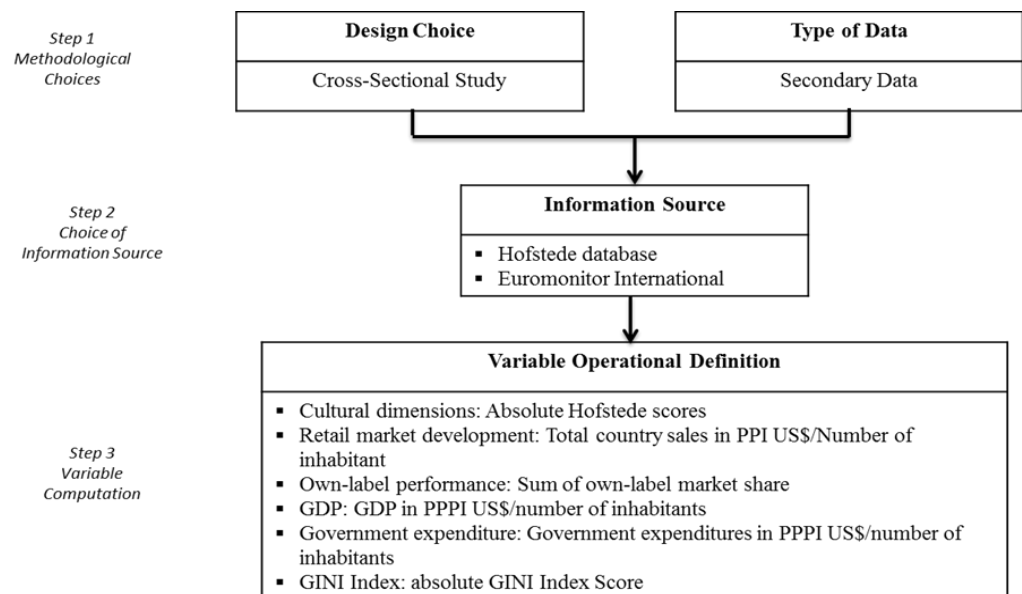 Step 1
Methodological
Choices
Design Choice
Cross-Sectional Study
Type of Data
Secondary Data
Step 2
Choice of
Information Source
Information Source
▪ Hofstede database
▪ Euromonitor International
Step 3
Variable
Computation
Variable Operational Definition
▪ Cultural dimensions: Absolute Hofstede scores
▪ Retail market development: Total country sales in PPI US$/Number of
inhabitant
▪ Own-label performance: Sum of own-label market share
▪ GDP: GDP in PPPI US$/number of inhabitants
▪ Government expenditure: Government expenditures in PPPI US$/number of
inhabitants
▪ GINI Index: absolute GINI Index Score